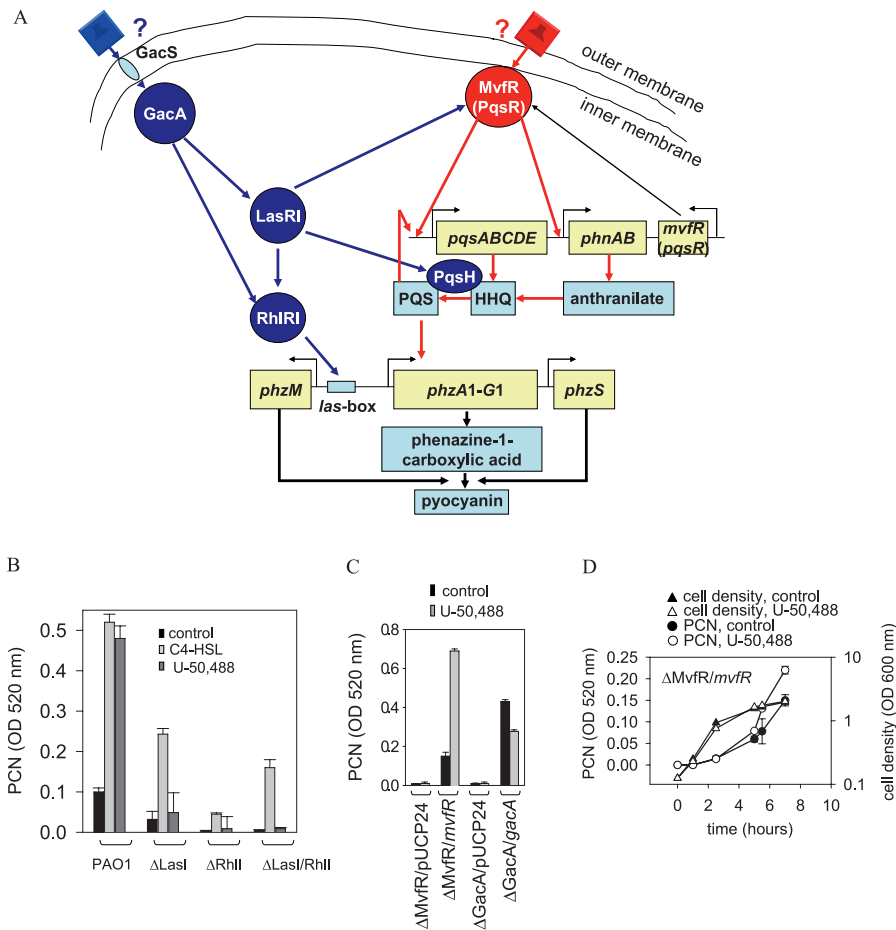 A
?
GacS
GacA
?
MvfR
(PqsR)
outer membrane
inner membrane
LasRI
pqsABCDE
phnAB
mvfR
(pqsR)
PqsH
PQS
HHQ
anthranilate
RhlRI
phzM
las-box
phzA1-G1
phzS
phenazine-1-
carboxylic acid
pyocyanin
B
control
C4-HSL
U-50,488
PCN (OD 520 nm)
0.5
0.4
0.3
0.2
0.1
0.0
PAO1
ΔLasI
ΔRhlI
ΔLasI/RhlI
C
control
U-50,488
PCN (OD 520 nm)
0.8
0.6
0.4
0.2
0.0
ΔMvfR/pUCP24
ΔMvfR/mvfR
ΔGacA/pUCP24
ΔGacA/gacA
D
cell density, control
cell density, U-50,488
PCN, control
PCN, U-50,488
ΔMvfR/mvfR
PCN (OD 520 nm)
0.25
0.20
0.15
0.10
0.05
0.00
10
1
0.1
cell density (OD 600 nm)
0 2 4 6 8 10
time (hours)